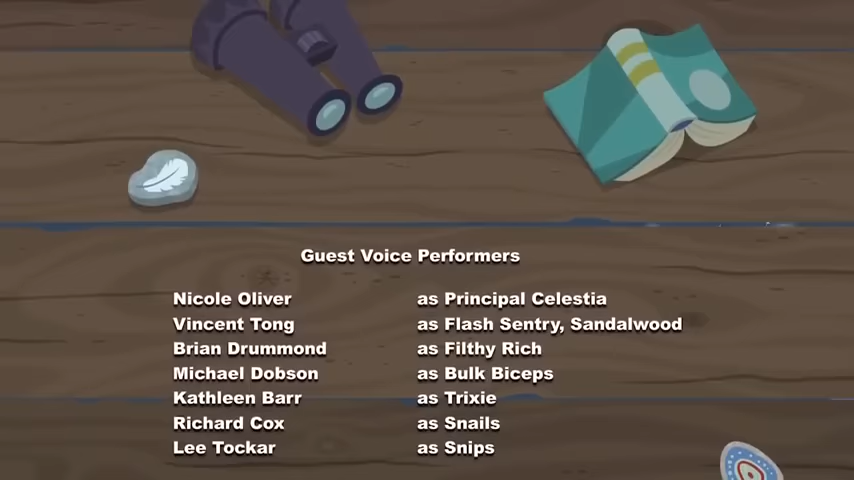 Guest Voice Performers
Nicole Oliver as Principal Celestia
Vincent Tong as Flash Sentry, Sandalwood
Brian Drummond as Filthy Rich
Michael Dobson as Bulk Biceps
Kathleen Barr as Trixie
Richard Cox as Snails
Lee Tockar as Snips